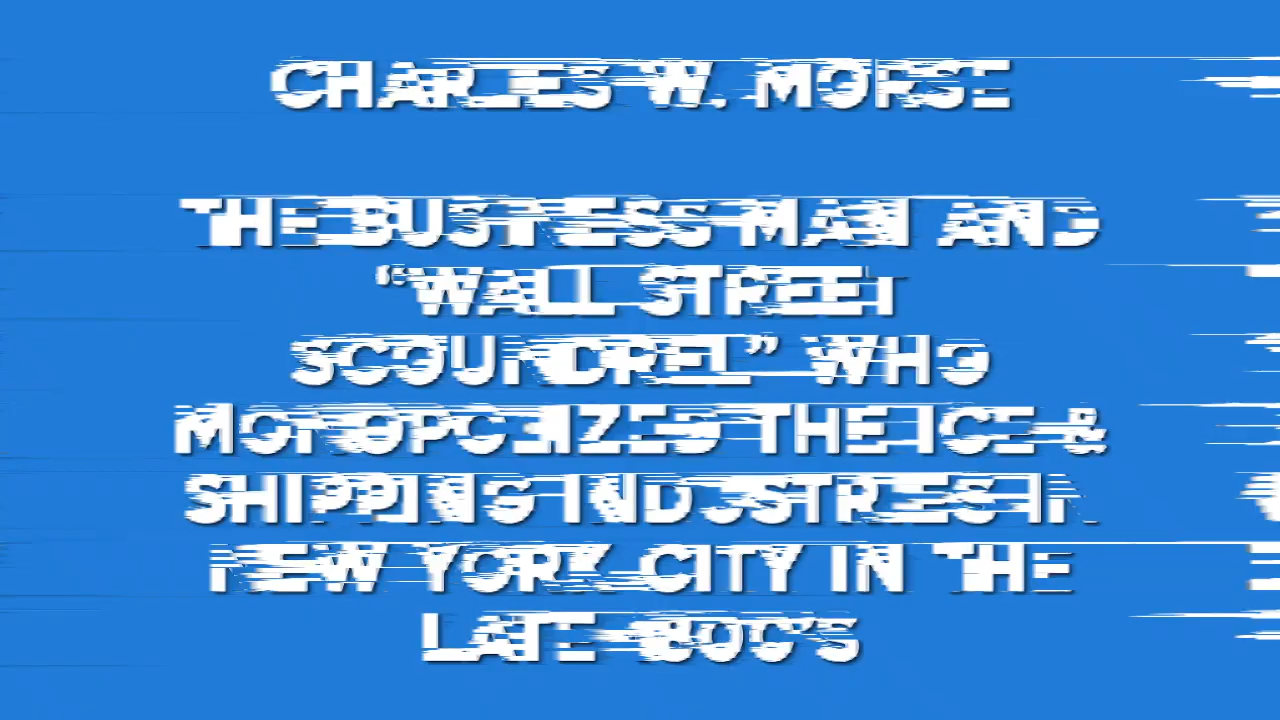 CHARLES W. MORSE
THE BUSINESS MAN AND
“WALL STREET
SCOUNDREL” WHO
MONOPOLIZED THE ICE &
SHIPPING INDUSTRIES IN
NEW YORK CITY IN THE
LATE 1800’S